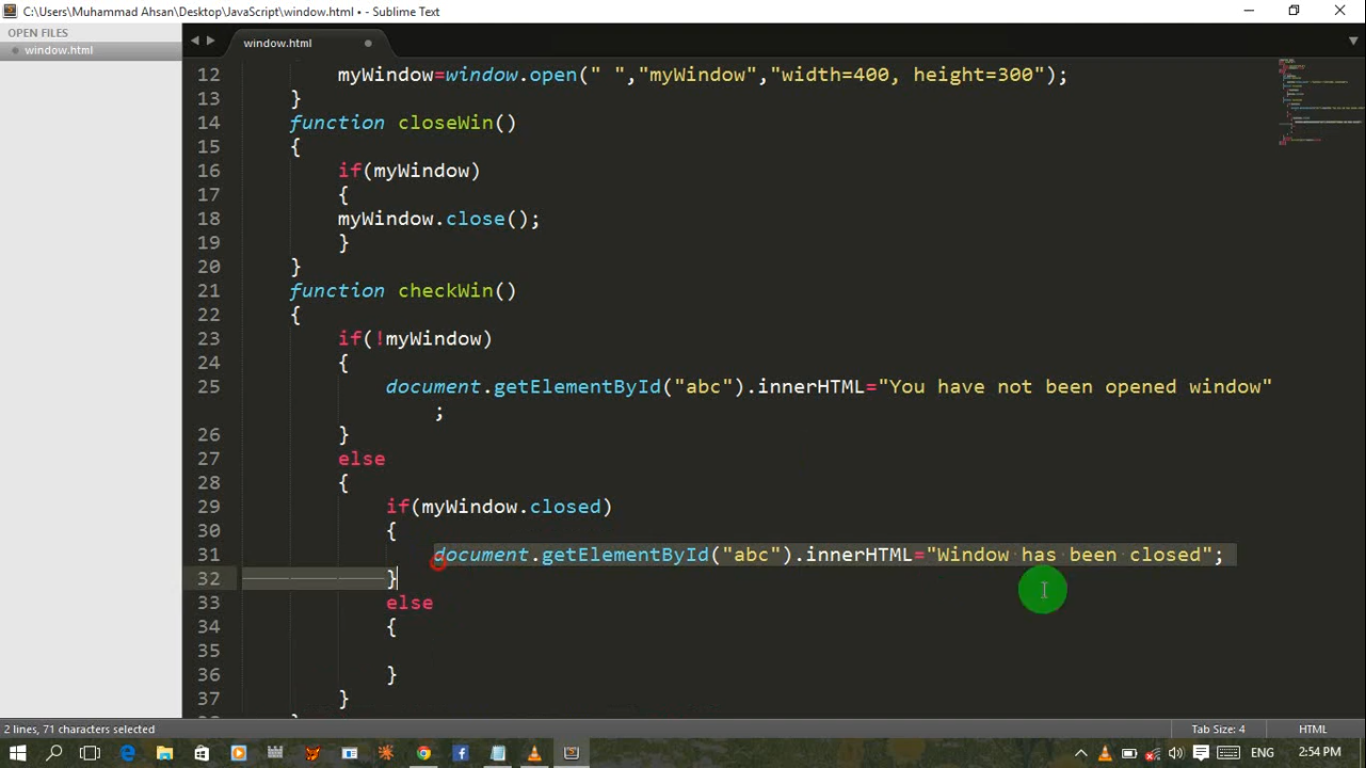 C:\Users\Muhammad Ahsan\Desktop\JavaScript\window.html • - Sublime Text
OPEN FILES
window.html
window.html
12 myWindow=window.open(" ","myWindow","width=400, height=300");
13 }
14 function closeWin()
15 {
16 if(myWindow)
17 {
18 myWindow.close();
19 }
20 }
21 function checkWin()
22 {
23 if(!myWindow)
24 {
25 document.getElementById("abc").innerHTML="You have not been opened window"
;
26 }
27 else
28 {
29 if(myWindow.closed)
30 {
31 document.getElementById("abc").innerHTML="Window has been closed";
32 }
33 else
34 {
35
36 }
37 }
2 lines, 71 characters selected
Tab Size: 4
HTML
ENG
2:54 PM